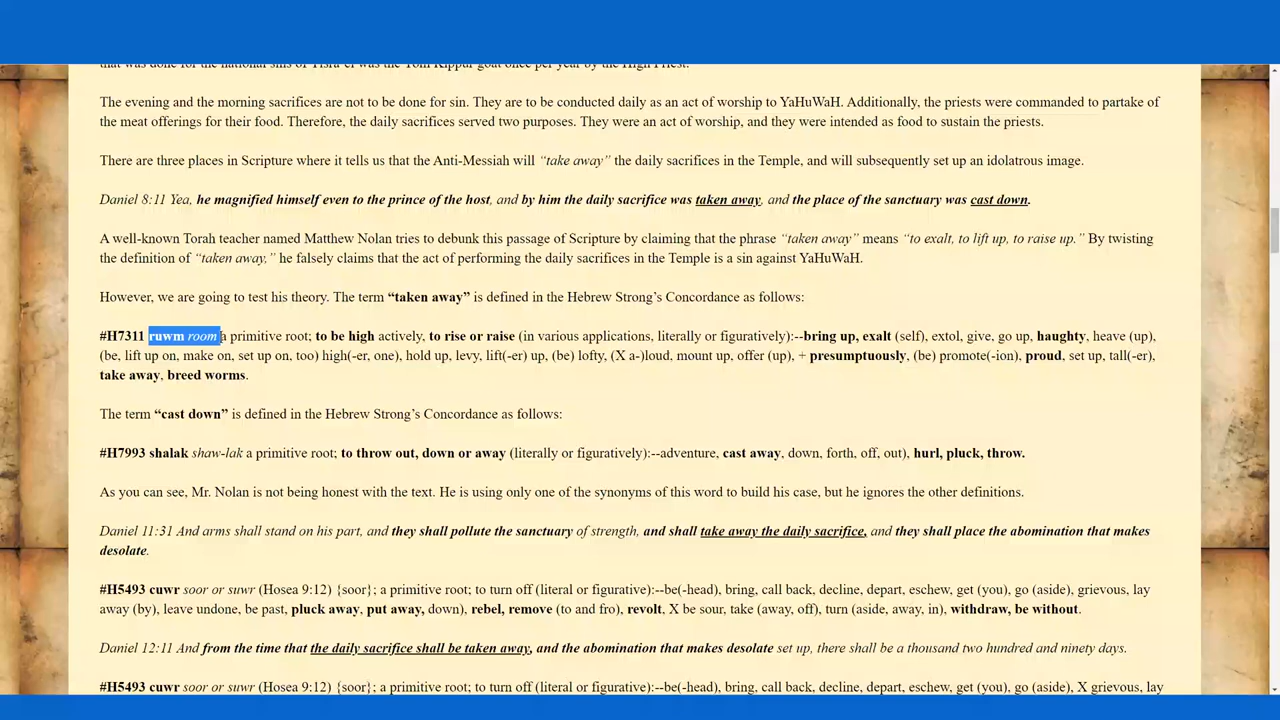 that was done for the national sins of Yisra'el was the Yom Kippur goat once per year by the High Priest.
The evening and the morning sacrifices are not to be done for sin. They are to be conducted daily as an act of worship to YaHuWaH. Additionally, the priests were commanded to partake of
the meat offerings for their food. Therefore, the daily sacrifices served two purposes. They were an act of worship, and they were intended as food to sustain the priests.
There are three places in Scripture where it tells us that the Anti-Messiah will “take away” the daily sacrifices in the Temple, and will subsequently set up an idolatrous image.
Daniel 8:11 Yea, he magnified himself even to the prince of the host, and by him the daily sacrifice was taken away, and the place of the sanctuary was cast down.
A well-known Torah teacher named Matthew Nolan tries to debunk this passage of Scripture by claiming that the phrase “taken away” means “to exalt, to lift up, to raise up.” By twisting
the definition of “taken away,” he falsely claims that the act of performing the daily sacrifices in the Temple is a sin against YaHuWaH.
However, we are going to test his theory. The term “taken away” is defined in the Hebrew Strong’s Concordance as follows:
#H7311 ruwm room a primitive root; to be high actively, to rise or raise (in various applications, literally or figuratively):--bring up, exalt (self), extol, give, go up, haughty, heave (up),
(be, lift up on, make on, set up on, too) high(-er, one), hold up, levy, lift(-er) up, (be) lofty, (X a-)loud, mount up, offer (up), + presumptuously, (be) promote(-ion), proud, set up, tall(-er),
take away, breed worms.
The term “cast down” is defined in the Hebrew Strong’s Concordance as follows:
#H7993 shalak shaw-lak a primitive root; to throw out, down or away (literally or figuratively):--adventure, cast away, down, forth, off, out), hurl, pluck, throw.
As you can see, Mr. Nolan is not being honest with the text. He is using only one of the synonyms of this word to build his case, but he ignores the other definitions.
Daniel 11:31 And arms shall stand on his part, and they shall pollute the sanctuary of strength, and shall take away the daily sacrifice, and they shall place the abomination that makes
desolate.
#H5493 cuwr soor or suwr (Hosea 9:12) {soor}; a primitive root; to turn off (literal or figurative):--be(-head), bring, call back, decline, depart, eschew, get (you), go (aside), grievous, lay
away (by), leave undone, be past, pluck away, put away, down), rebel, remove (to and fro), revolt, X be sour, take (away, off), turn (aside, away, in), withdraw, be without.
Daniel 12:11 And from the time that the daily sacrifice shall be taken away, and the abomination that makes desolate set up, there shall be a thousand two hundred and ninety days.
#H5493 cuwr soor or suwr (Hosea 9:12) {soor}; a primitive root; to turn off (literal or figurative):--be(-head), bring, call back, decline, depart, eschew, get (you), go (aside), X grievous, lay